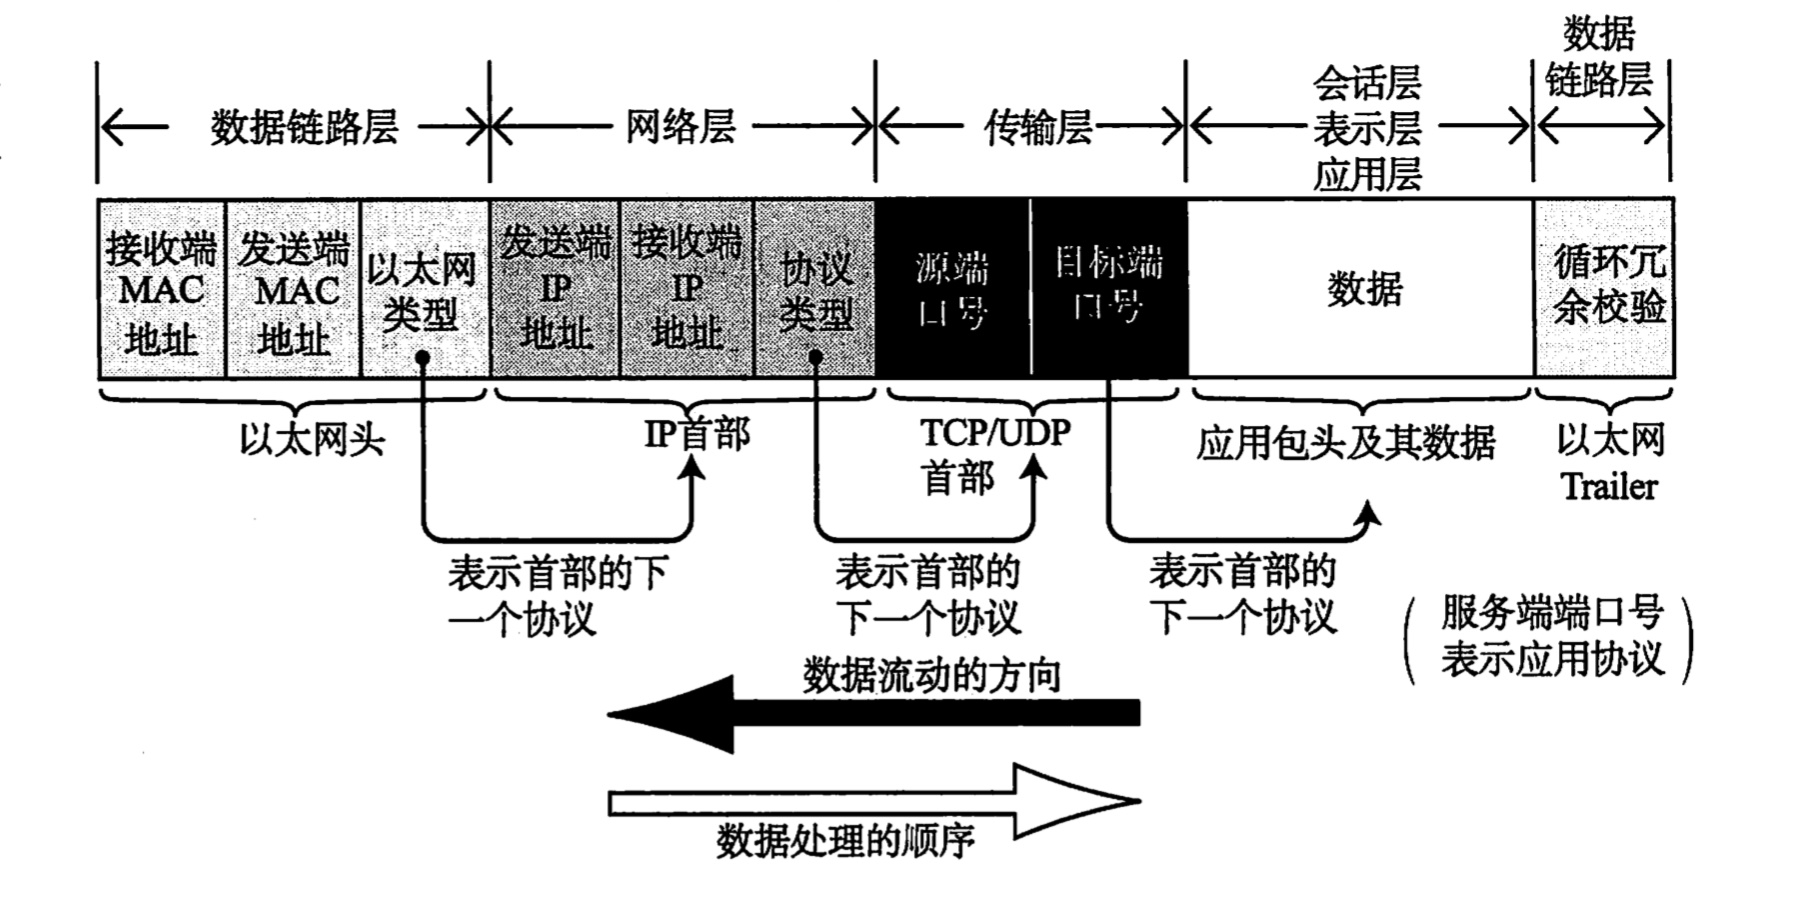 数据链路层
网络层
传输层
会话层
表示层
应用层
数据
链路层
接收端
MAC
地址
发送端
MAC
地址
以太网
类型
发送端
IP
地址
接收端
IP
地址
协议
类型
源端
口号
目标端
口号
数据
循环冗
余校验
以太网头
IP首部
TCP/UDP
首部
应用包头及其数据
以太网
Trailer
表示首部的下
一个协议
表示首部的
下一个协议
表示首部的
下一个协议
(服务端端口号
表示应用协议)
数据流动的方向
数据处理的顺序